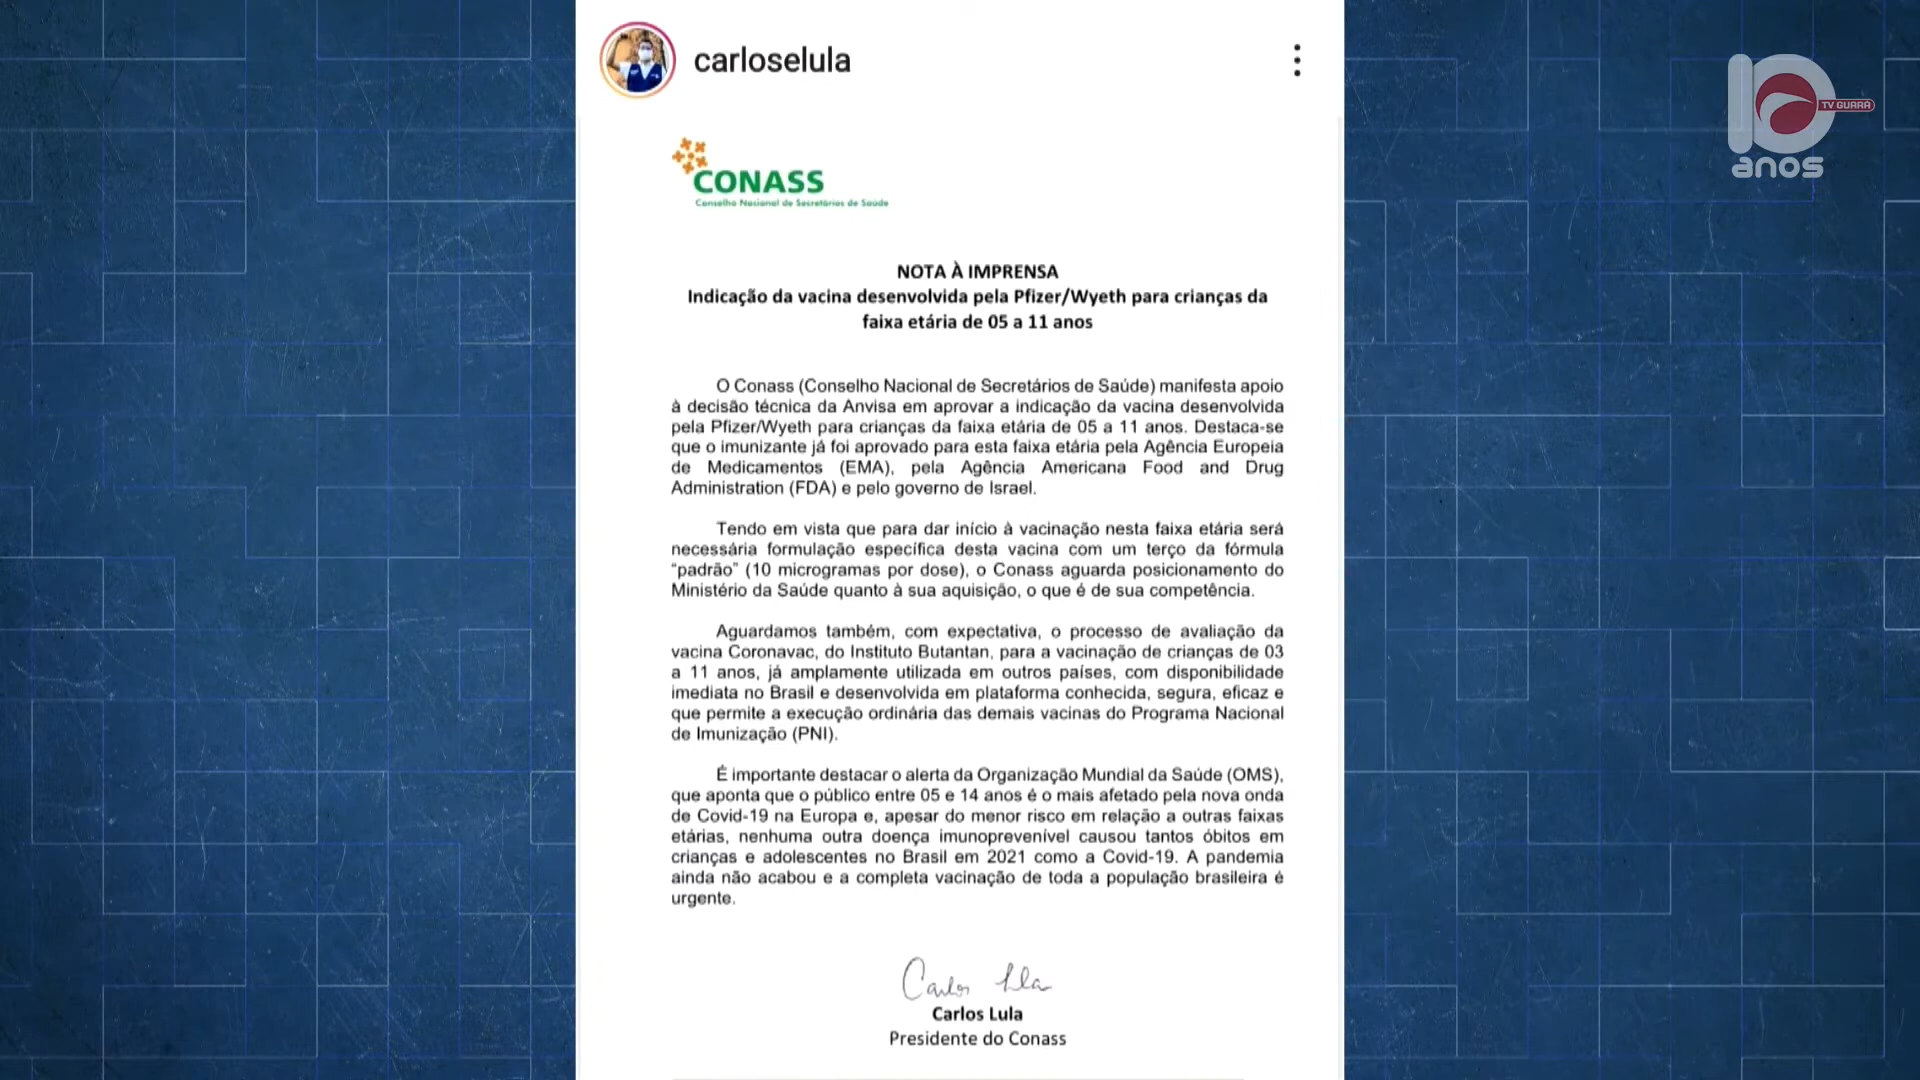 carloselula
TV GUARÁ
10
anos
CONASS
Conselho Nacional de Secretários de Saúde
NOTA À IMPRENSA
Indicação da vacina desenvolvida pela Pfizer/Wyeth para crianças da
faixa etária de 05 a 11 anos
O Conass (Conselho Nacional de Secretários de Saúde) manifesta apoio
à decisão técnica da Anvisa em aprovar a indicação da vacina desenvolvida
pela Pfizer/Wyeth para crianças da faixa etária de 05 a 11 anos. Destaca-se
que o imunizante já foi aprovado para esta faixa etária pela Agência Europeia
de Medicamentos (EMA), pela Agência Americana Food and Drug
Administration (FDA) e pelo governo de Israel.
Tendo em vista que para dar início à vacinação nesta faixa etária será
necessária formulação específica desta vacina com um terço da fórmula
“padrão” (10 microgramas por dose), o Conass aguarda posicionamento do
Ministério da Saúde quanto à sua aquisição, o que é de sua competência.
Aguardamos também, com expectativa, o processo de avaliação da
vacina Coronavac, do Instituto Butantan, para a vacinação de crianças de 03
a 11 anos, já amplamente utilizada em outros países, com disponibilidade
imediata no Brasil e desenvolvida em plataforma conhecida, segura, eficaz e
que permite a execução ordinária das demais vacinas do Programa Nacional
de Imunização (PNI).
É importante destacar o alerta da Organização Mundial da Saúde (OMS),
que aponta que o público entre 05 e 14 anos é o mais afetado pela nova onda
de Covid-19 na Europa e, apesar do menor risco em relação a outras faixas
etárias, nenhuma outra doença imunoprevenível causou tantos óbitos em
crianças e adolescentes no Brasil em 2021 como a Covid-19. A pandemia
ainda não acabou e a completa vacinação de toda a população brasileira é
urgente.
Carlos Lula
Carlos Lula
Presidente do Conass